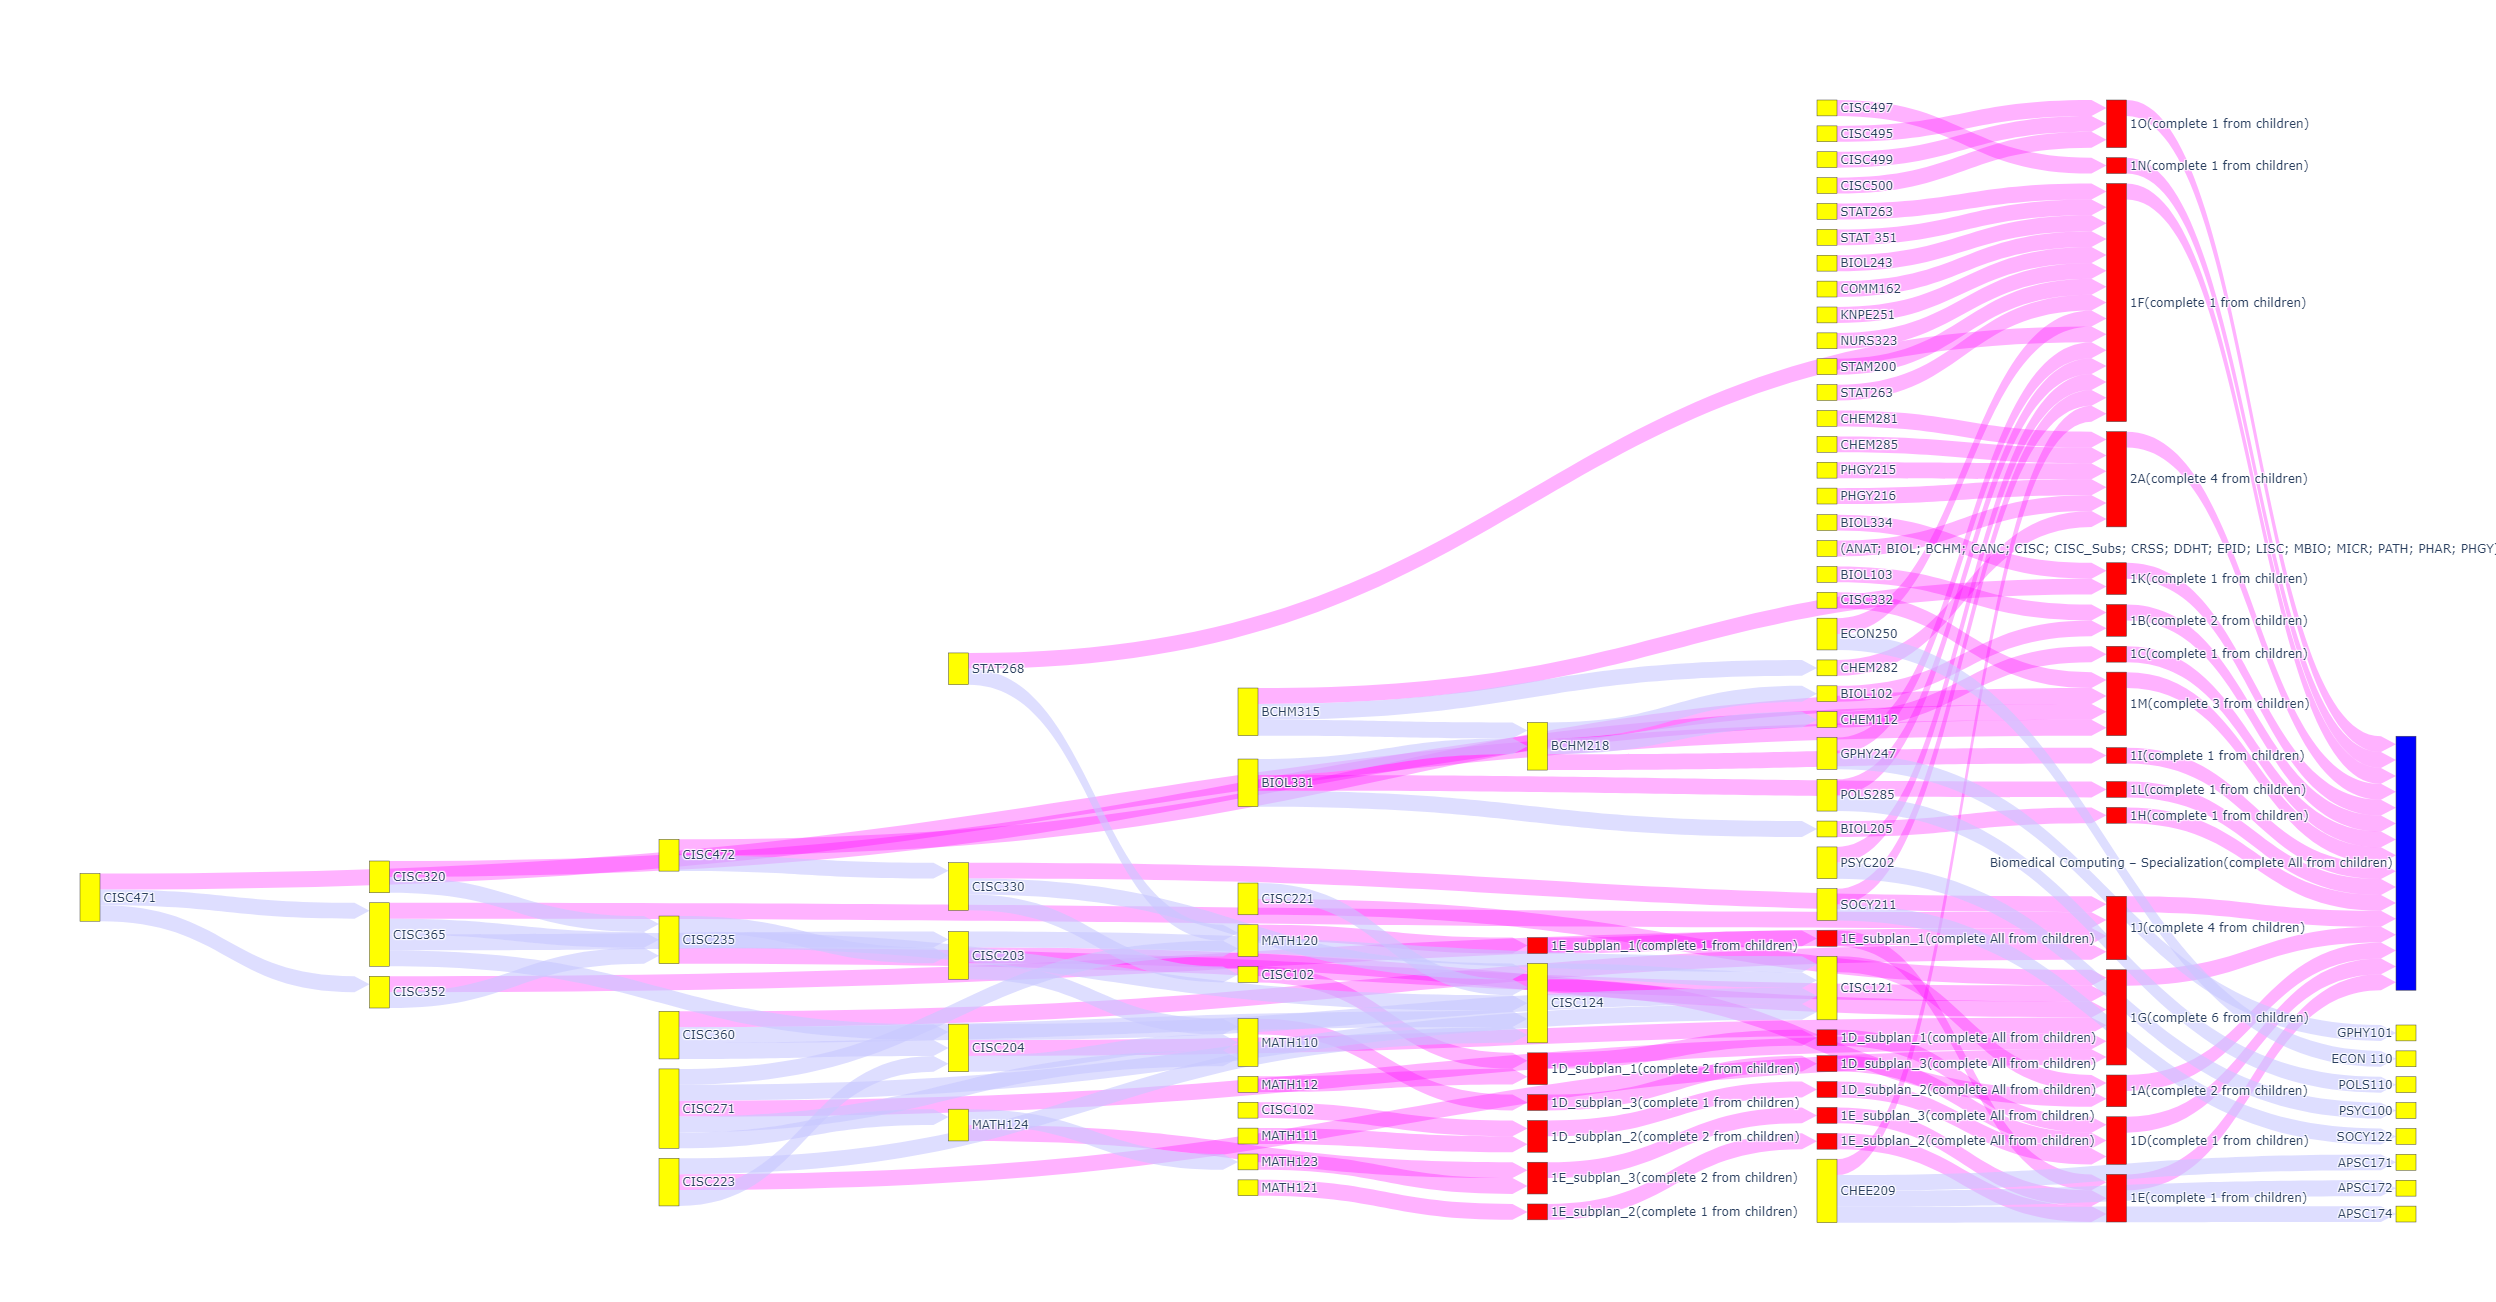 CISC471
CISC320
CISC365
CISC352
CISC472
CISC235
CISC360
CISC271
CISC223
STAT268
CISC330
CISC203
CISC204
MATH124
BCHM315
BIOL331
CISC221
MATH120
CISC102
MATH110
MATH112
CISC102
MATH111
MATH123
MATH121
BCHM218
1E_subplan_1(complete 1 from children)
CISC124
1D_subplan_1(complete 2 from children)
1D_subplan_3(complete 1 from children)
1D_subplan_2(complete 2 from children)
1E_subplan_3(complete 2 from children)
1E_subplan_2(complete 1 from children)
CISC497
CISC495
CISC499
CISC500
STAT263
STAT 351
BIOL243
COMM162
KNPE251
NURS323
STAM200
STAT263
CHEM281
CHEM285
PHGY215
PHGY216
BIOL334
(ANAT; BIOL; BCHM; CANC; CISC; CISC_Subs; CRSS; DDHT; EPID; LISC; MBIO; MICR; PATH; PHAR; PHGY)
BIOL103
CISC332
ECON250
CHEM282
BIOL102
CHEM112
GPHY247
POLS285
BIOL205
PSYC202
SOCY211
1E_subplan_1(complete All from children)
CISC121
1D_subplan_1(complete All from children)
1D_subplan_3(complete All from children)
1D_subplan_2(complete All from children)
1E_subplan_3(complete All from children)
1E_subplan_2(complete All from children)
CHEE209
1O(complete 1 from children)
1N(complete 1 from children)
1F(complete 1 from children)
2A(complete 4 from children)
1K(complete 1 from children)
1B(complete 2 from children)
1C(complete 1 from children)
1M(complete 3 from children)
1I(complete 1 from children)
1L(complete 1 from children)
1H(complete 1 from children)
1J(complete 4 from children)
1G(complete 6 from children)
1A(complete 2 from children)
1D(complete 1 from children)
1E(complete 1 from children)
Biomedical Computing – Specialization(complete All from children)
GPHY101
ECON 110
POLS110
PSYC100
SOCY122
APSC171
APSC172
APSC174